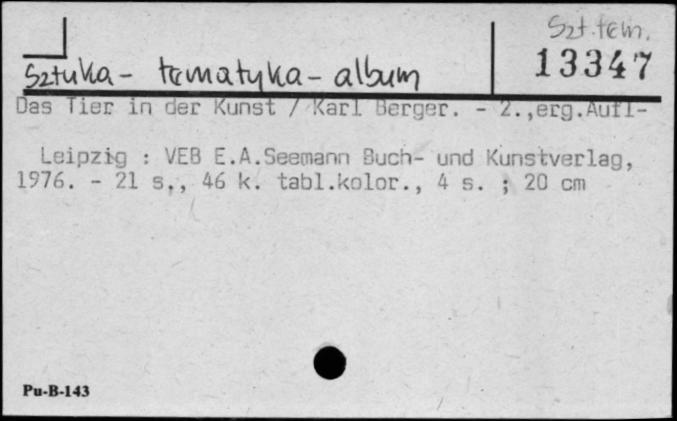 Szt.tem.
13347
Sztuka - tematyka - album
Das Tier in der Kunst / Karl Berger. - 2.,erg.Aufl-
Leipzig : VEB E.A.Seemann Buch- und Kunstverlag,
1976. - 21 s., 46 k. tabl.kolor., 4 s. ; 20 cm
Pu-B-143